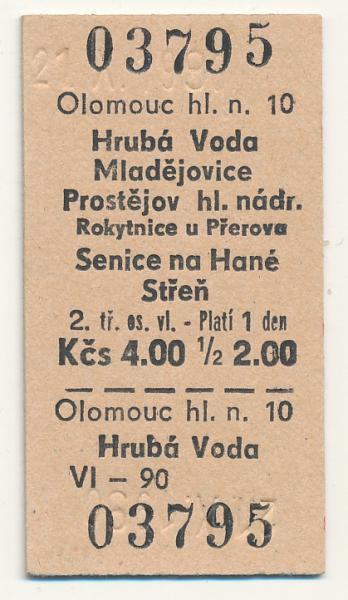 03795
Olomouc hl. n. 10
Hrubá Voda
Mladějovice
Prostějov hl. nádr.
Rokytnice u Přerova
Senice na Hané
Střeň
2. tř. os. vl. - Platí 1 den
Kčs 4.00 ½ 2.00
Olomouc hl. n. 10
Hrubá Voda
VI – 90
03795